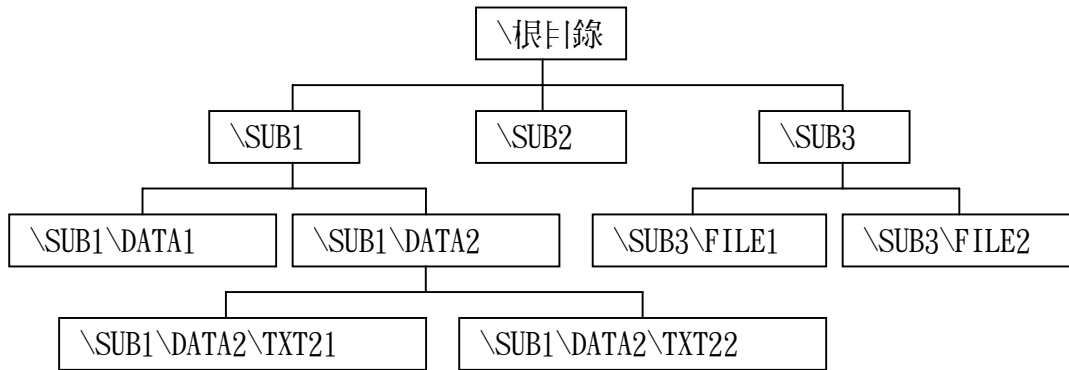 \根目錄
\SUB1
\SUB2
\SUB3
\SUB1\DATA1
\SUB1\DATA2
\SUB3\FILE1
\SUB3\FILE2
\SUB1\DATA2\TXT21
\SUB1\DATA2\TXT22